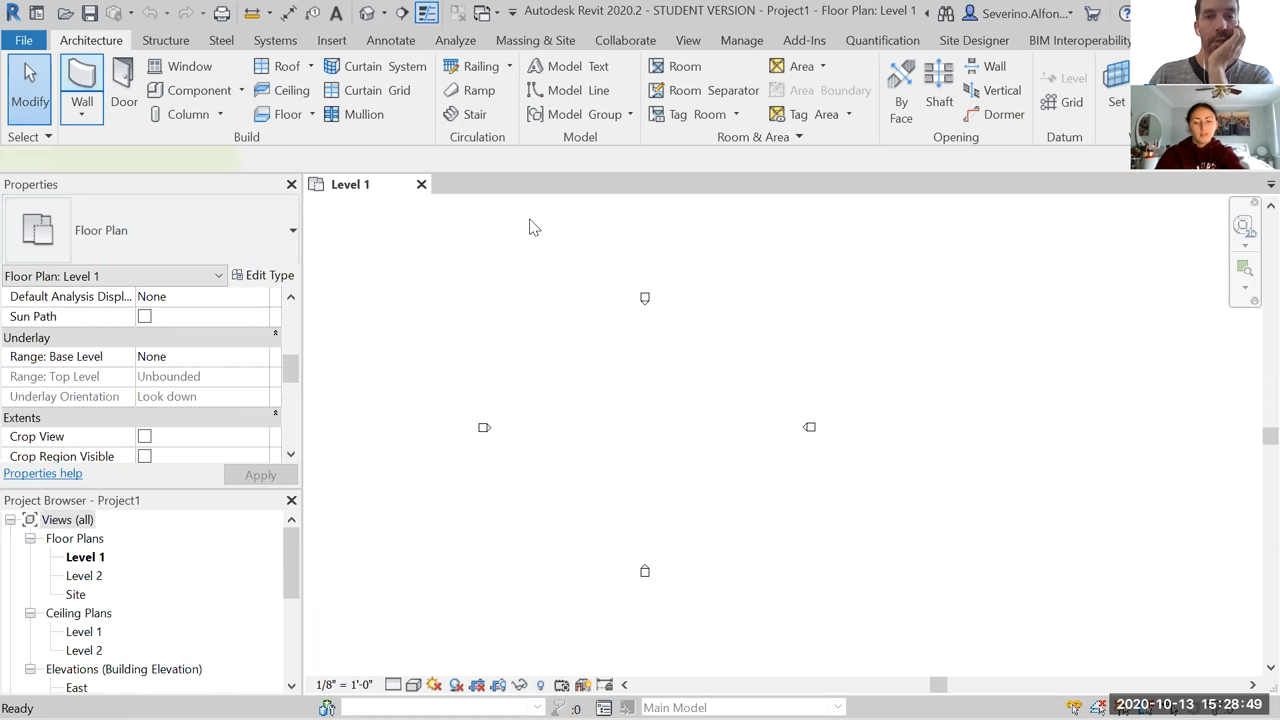 Autodesk Revit 2020.2 - STUDENT VERSION - Project1 - Floor Plan: Level 1
Severino.Alfon...
File Architecture Structure Steel Systems Insert Annotate Analyze Massing & Site Collaborate View Manage Add-Ins Quantification Site Designer BIM Interoperability
Modify
Wall
Door
Window
Component
Column
Roof
Ceiling
Floor
Curtain System
Curtain Grid
Mullion
Railing
Ramp
Stair
Model Text
Model Line
Model Group
Room
Room Separator
Tag Room
Area
Area Boundary
Tag Area
By Face
Shaft
Wall
Vertical
Dormer
Level
Grid
Set
Select Build Circulation Model Room & Area Opening Datum
Properties
Level 1
Floor Plan
Floor Plan: Level 1 Edit Type
Default Analysis Displ... None
Sun Path
Underlay
Range: Base Level None
Range: Top Level Unbounded
Underlay Orientation Look down
Extents
Crop View
Crop Region Visible
Properties help Apply
Project Browser - Project1
Views (all)
Floor Plans
Level 1
Level 2
Site
Ceiling Plans
Level 1
Level 2
Elevations (Building Elevation)
East
1/8" = 1'-0"
Ready
:0
Main Model
2020-10-13 15:28:49
2D